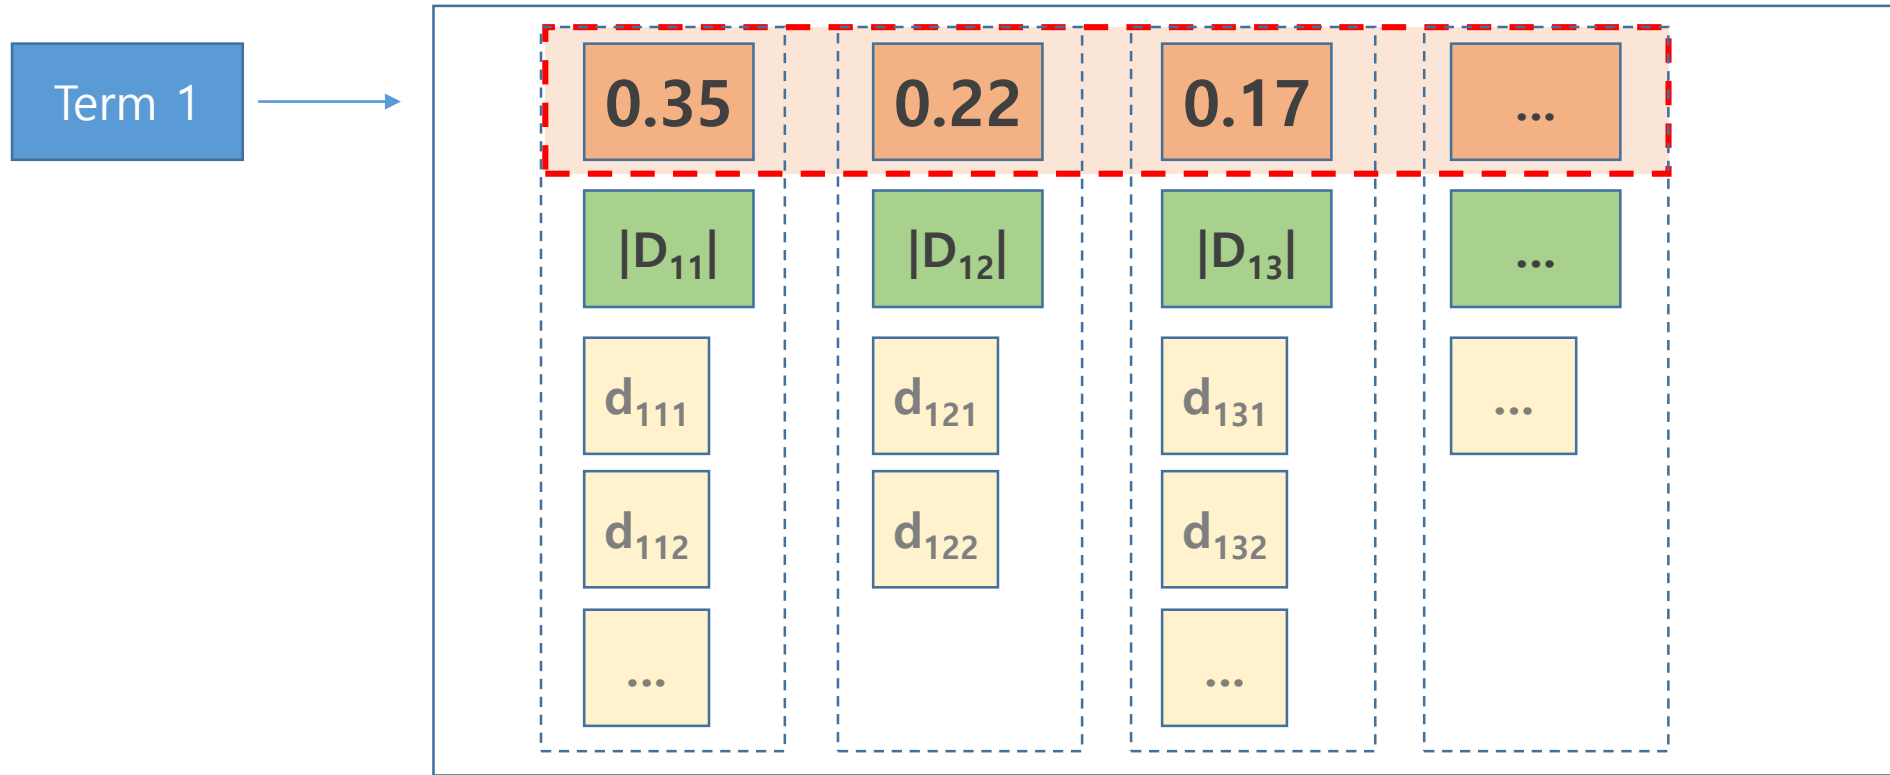 Term 1
0.35 0.22 0.17 ...
|D₁₁| |D₁₂| |D₁₃| ...
d₁₁₁ d₁₂₁ d₁₃₁ ...
d₁₁₂ d₁₂₂ d₁₃₂
... ...